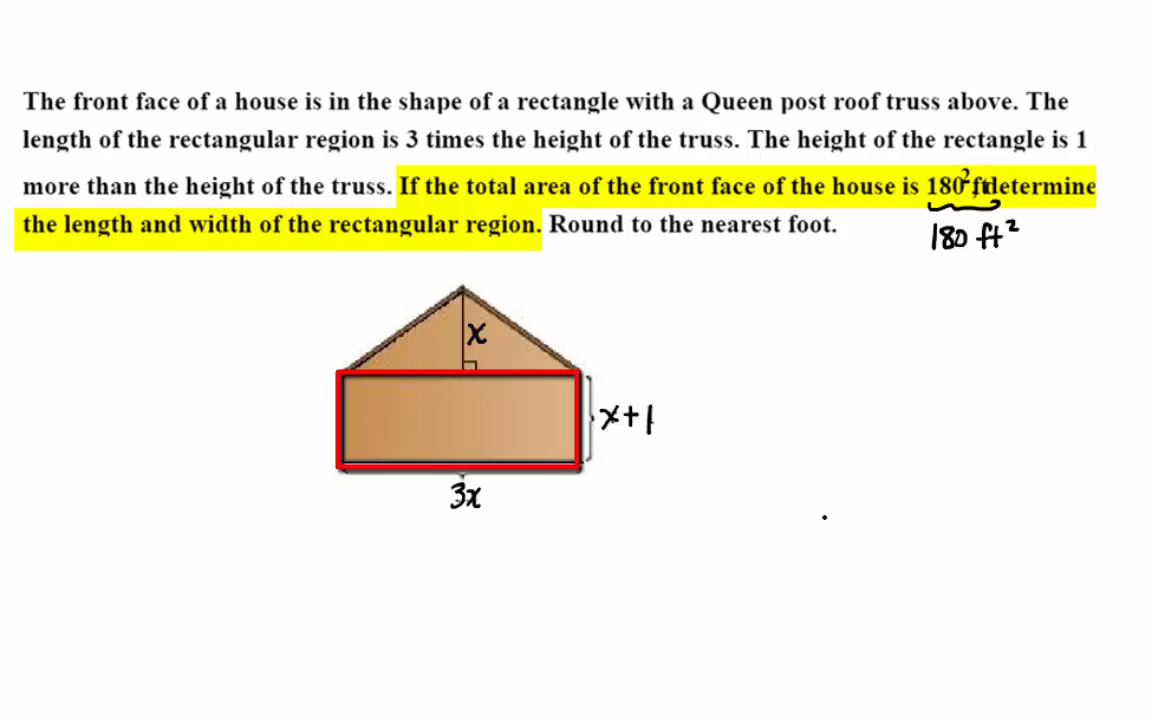 The front face of a house is in the shape of a rectangle with a Queen post roof truss above. The
length of the rectangular region is 3 times the height of the truss. The height of the rectangle is 1
more than the height of the truss. If the total area of the front face of the house is 180 ft², determine
the length and width of the rectangular region. Round to the nearest foot.
180 ft²
x
x+1
3x